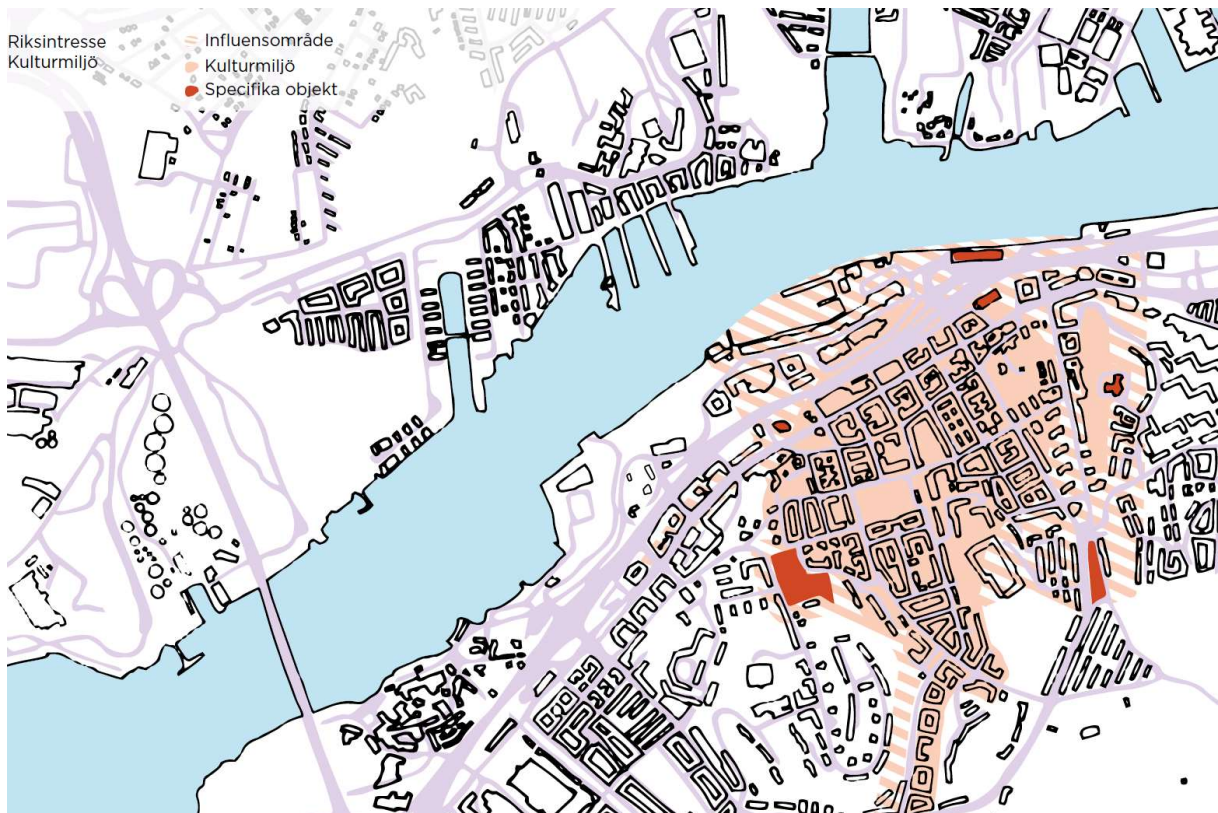 Riksintresse
Kulturmiljö
Influensområde
Kulturmiljö
Specifika objekt